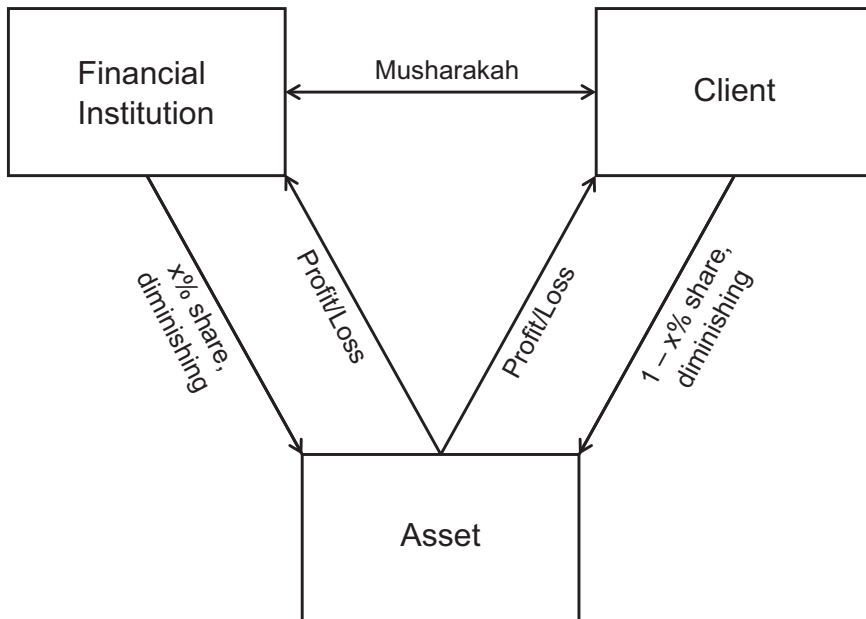 Financial
Institution
Musharakah
Client
x% share,
diminishing
Profit/Loss
Profit/Loss
1 – x% share,
diminishing
Asset